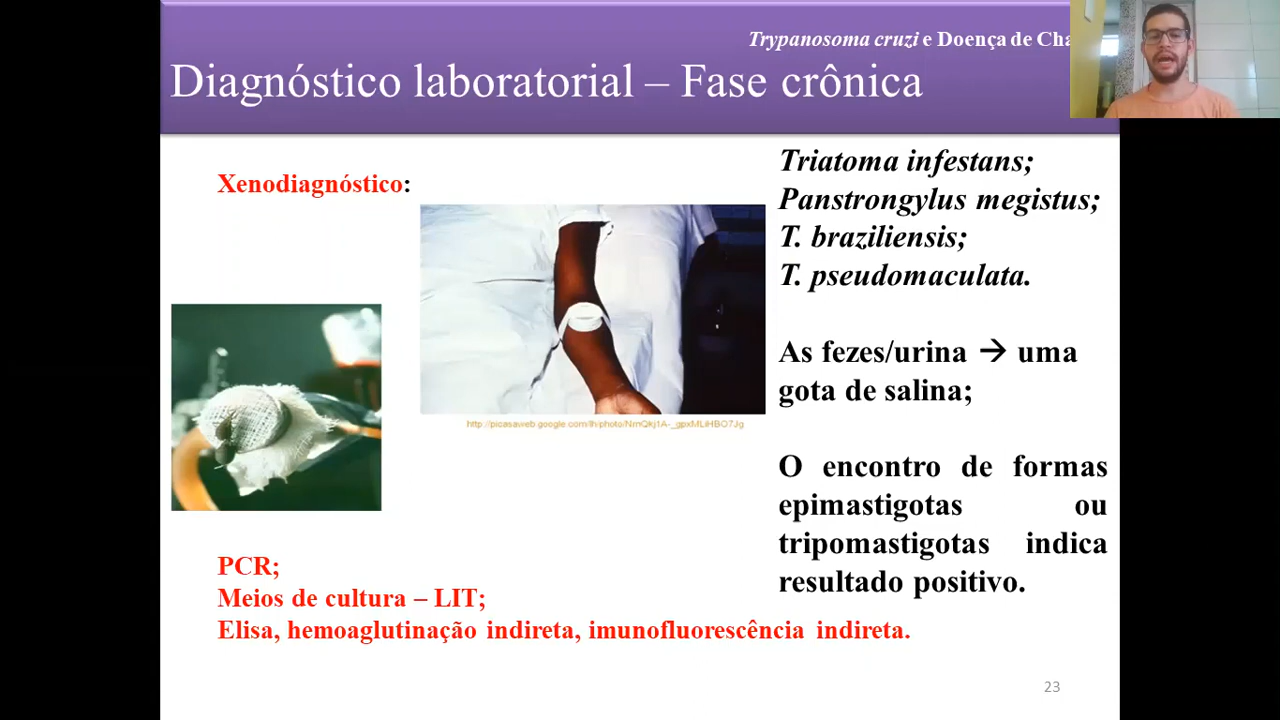 Trypanosoma cruzi e Doença de Cha
Diagnóstico laboratorial – Fase crônica
Xenodiagnóstico:
Triatoma infestans;
Panstrongylus megistus;
T. braziliensis;
T. pseudomaculata.
As fezes/urina → uma
gota de salina;
O encontro de formas
epimastigotas ou
tripomastigotas indica
resultado positivo.
PCR;
Meios de cultura – LIT;
Elisa, hemoaglutinação indireta, imunofluorescência indireta.
23